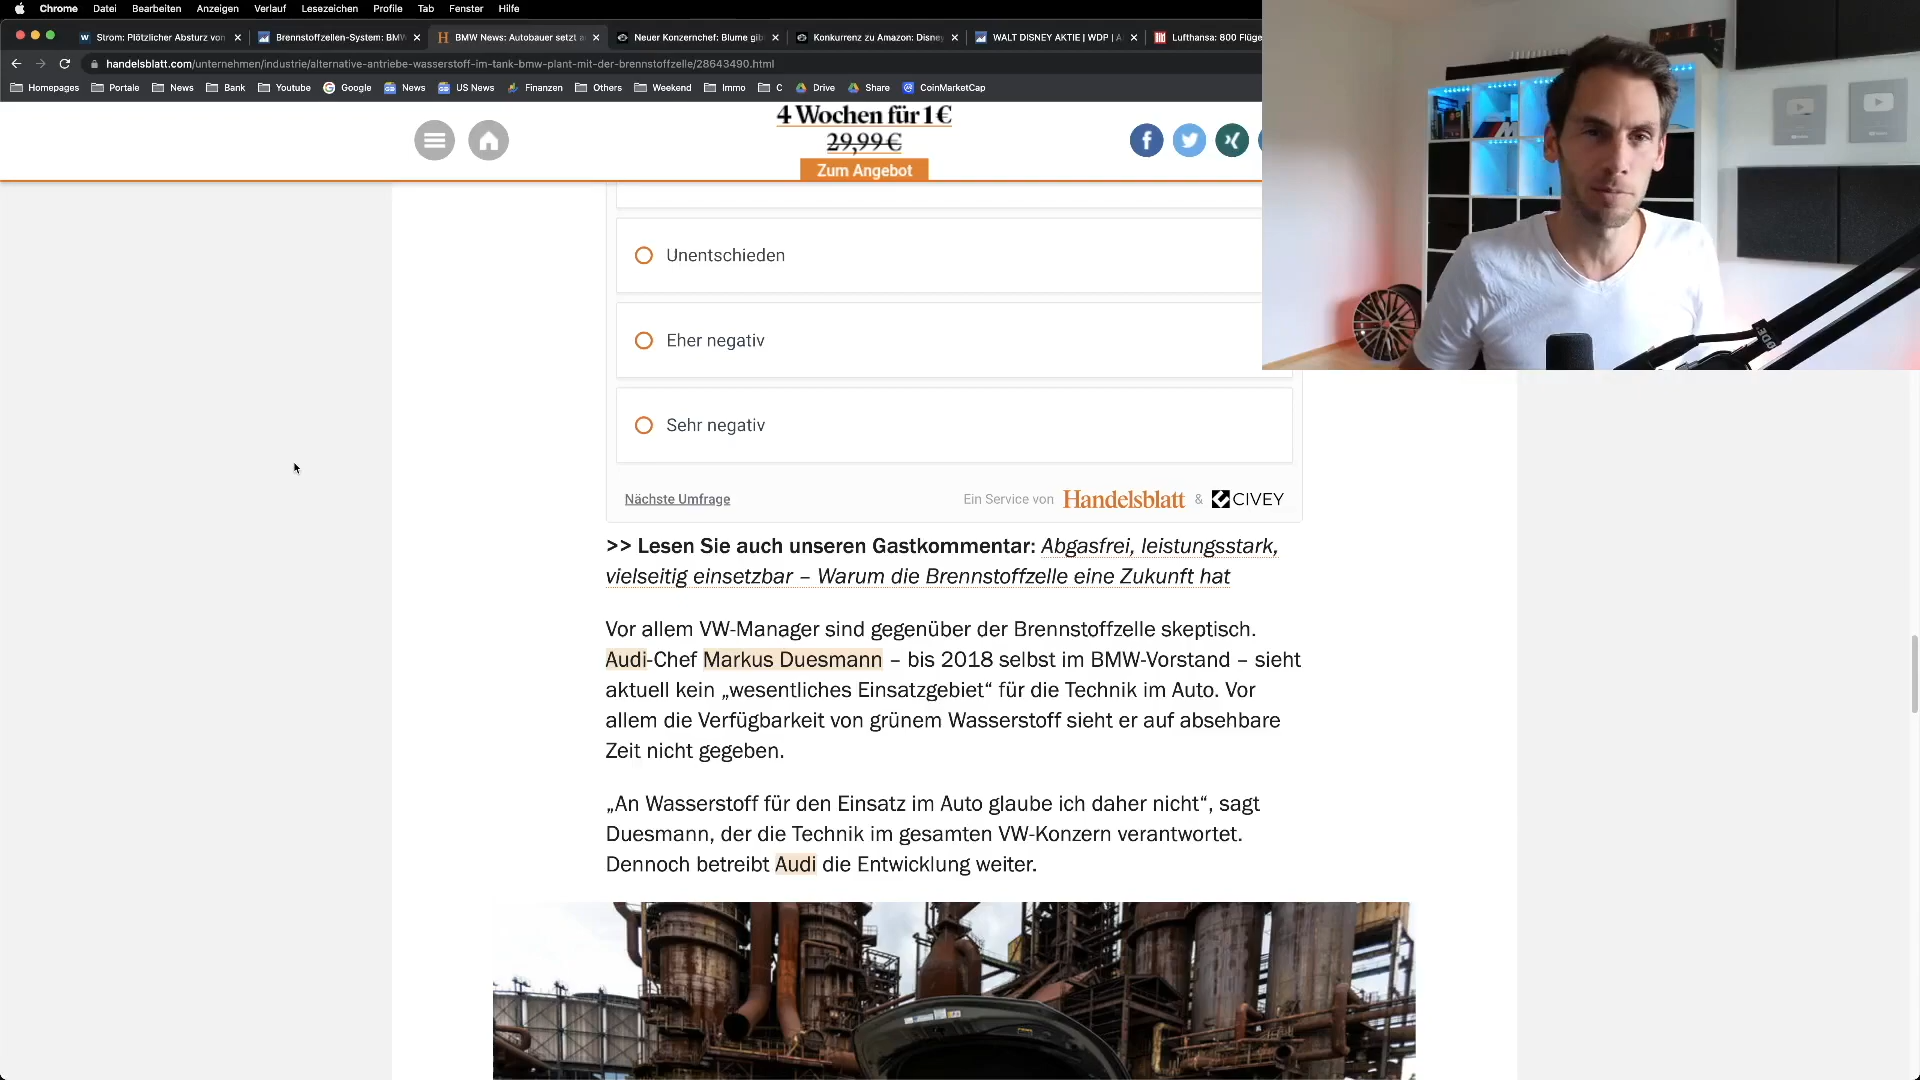 Chrome Datei Bearbeiten Anzeigen Verlauf Lesezeichen Profile Tab Fenster Hilfe
Strom: Plötzlicher Absturz von
Brennstoffzellen-System: BMW
BMW News: Autobauer setzt a
Neuer Konzernchef: Blume gib
Konkurrenz zu Amazon: Disney
WALT DISNEY AKTIE | WDP | A
Lufthansa: 800 Flüge
handelsblatt.com/unternehmen/industrie/alternative-antriebe-wasserstoff-im-tank-bmw-plant-mit-der-brennstoffzelle/28643490.html
Homepages Portale News Bank Youtube Google News US News Finanzen Others Weekend Immo C Drive Share CoinMarketCap
4 Wochen für 1 €
29,99 €
Zum Angebot
Unentschieden
Eher negativ
Sehr negativ
Nächste Umfrage
Ein Service von Handelsblatt & CIVEY
>> Lesen Sie auch unseren Gastkommentar: Abgasfrei, leistungsstark,
vielseitig einsetzbar – Warum die Brennstoffzelle eine Zukunft hat
Vor allem VW-Manager sind gegenüber der Brennstoffzelle skeptisch.
Audi-Chef Markus Duesmann – bis 2018 selbst im BMW-Vorstand – sieht
aktuell kein „wesentliches Einsatzgebiet“ für die Technik im Auto. Vor
allem die Verfügbarkeit von grünem Wasserstoff sieht er auf absehbare
Zeit nicht gegeben.
„An Wasserstoff für den Einsatz im Auto glaube ich daher nicht“, sagt
Duesmann, der die Technik im gesamten VW-Konzern verantwortet.
Dennoch betreibt Audi die Entwicklung weiter.